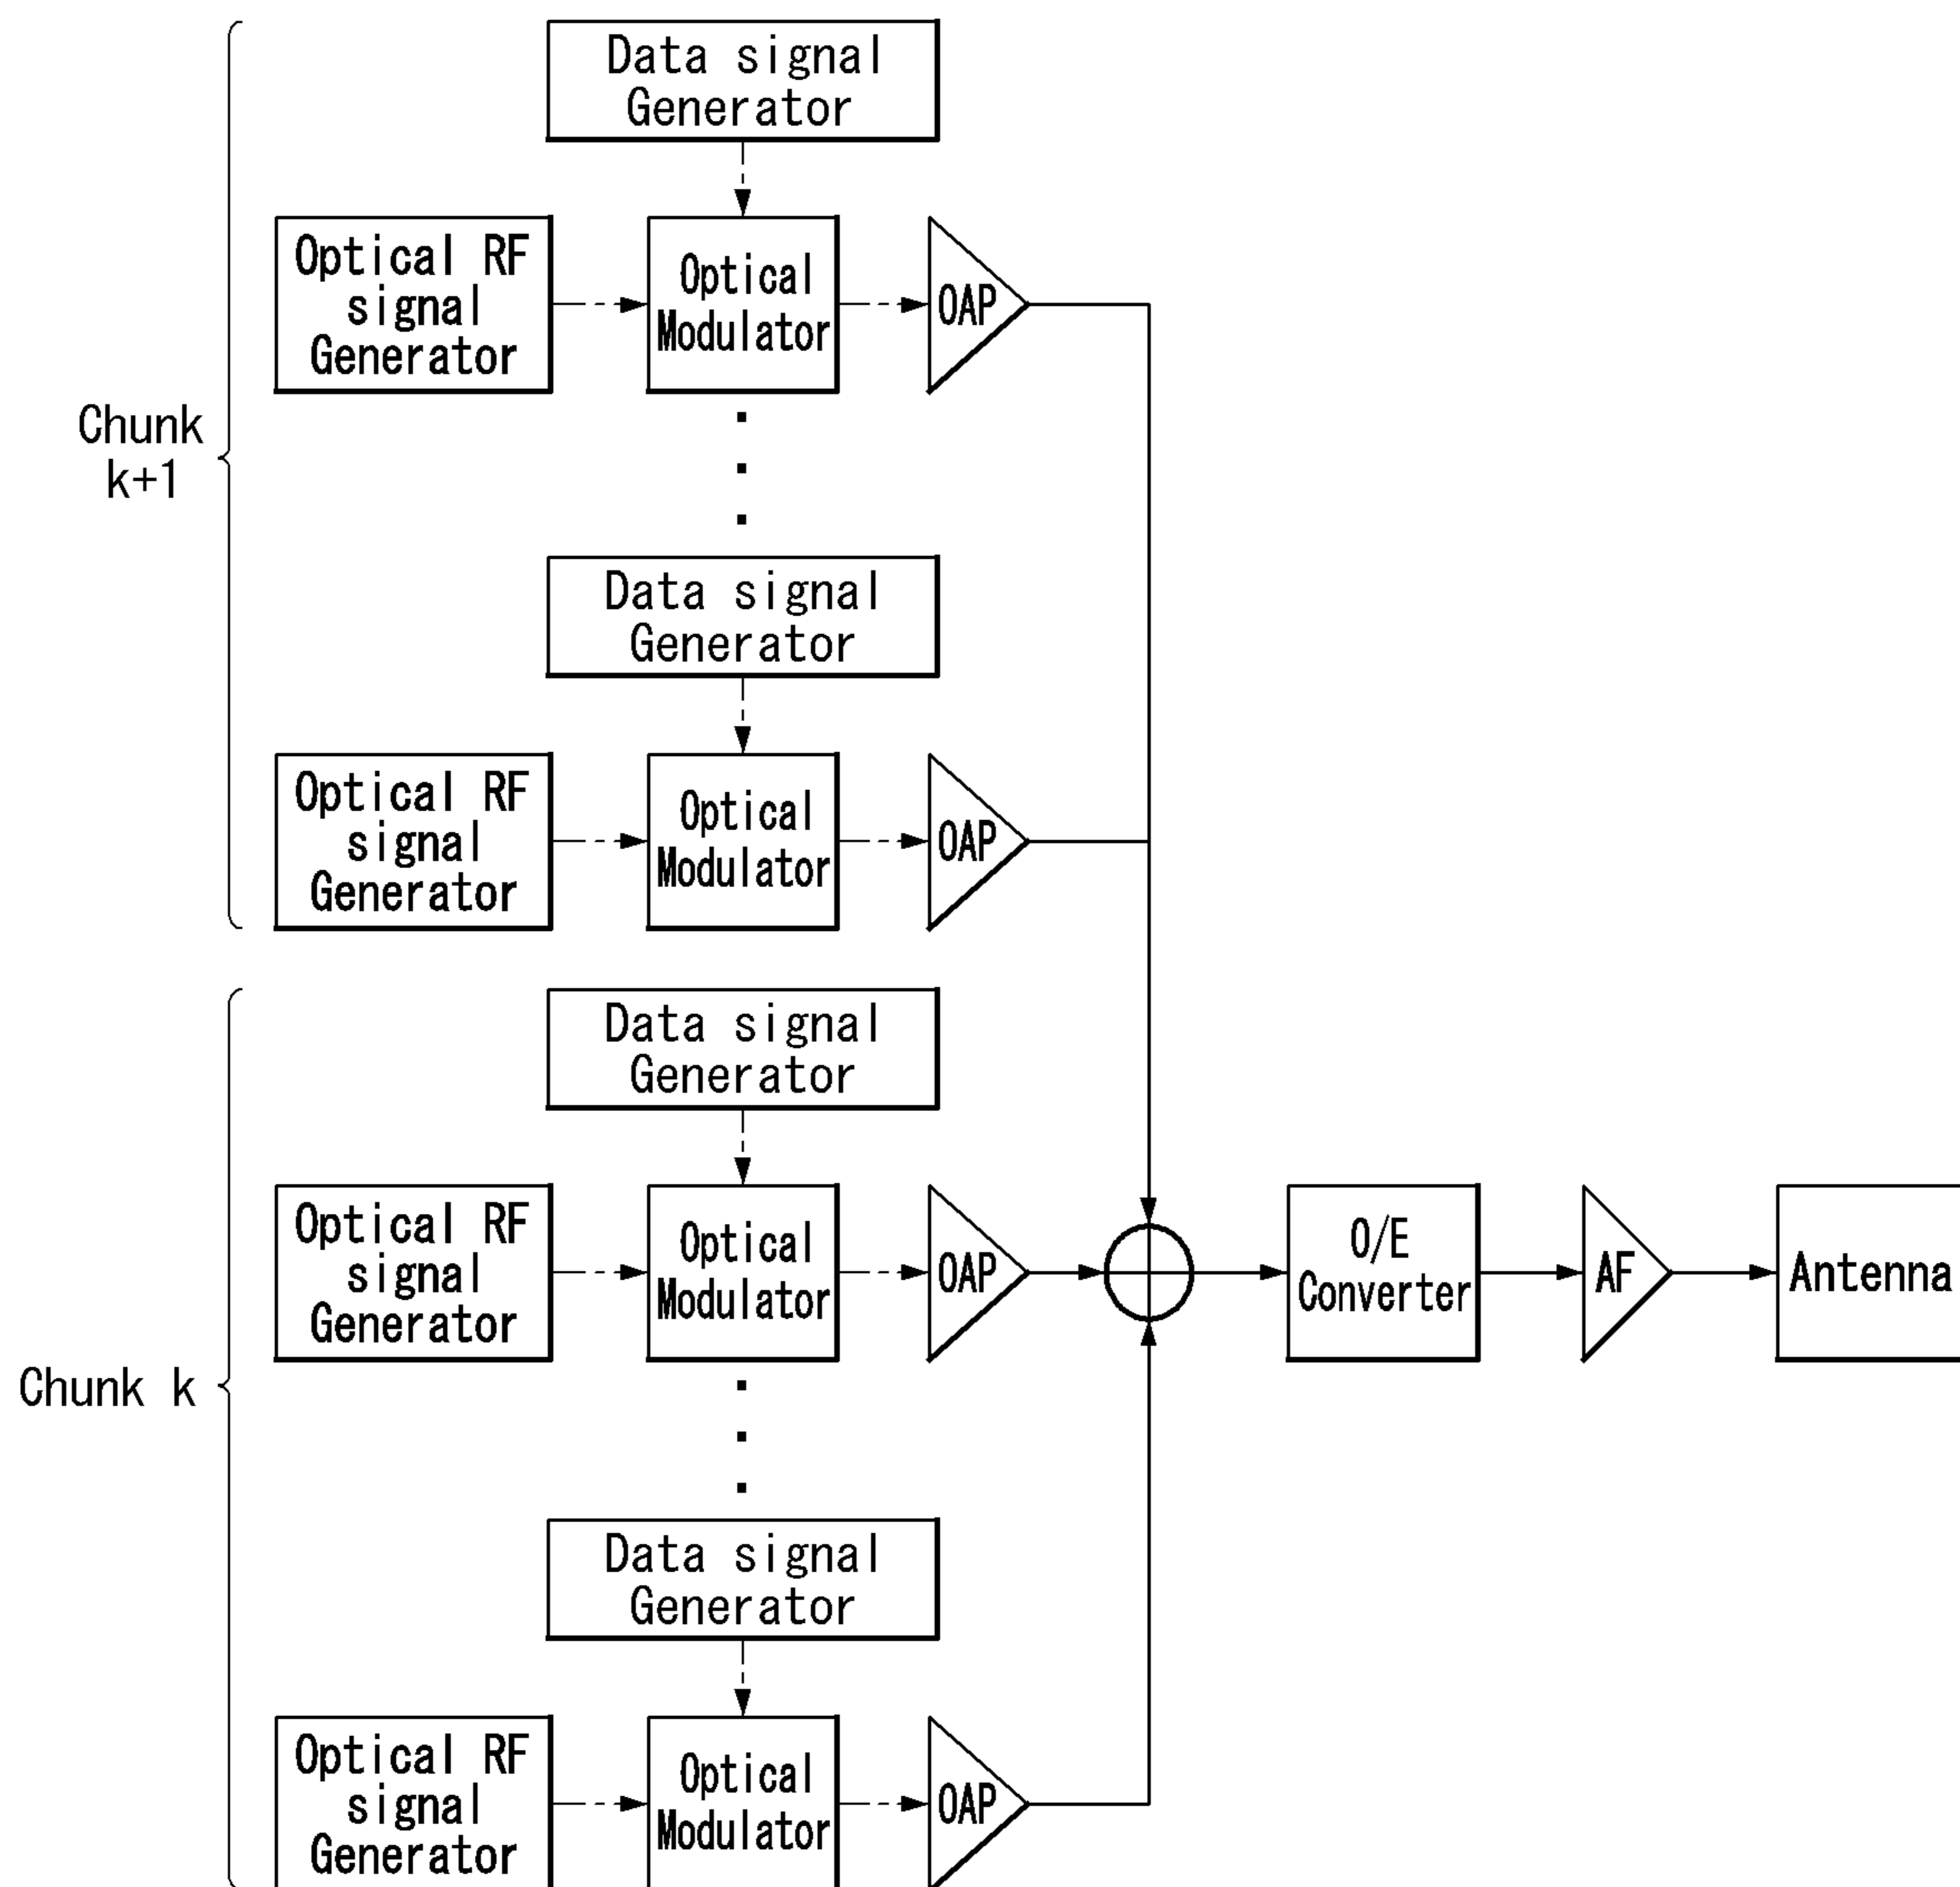 Data signal
Generator
Optical RF
signal
Generator
Optical
Modulator
OAP
Chunk
k+1
Data signal
Generator
Optical RF
signal
Generator
Optical
Modulator
OAP
Data signal
Generator
Optical RF
signal
Generator
Optical
Modulator
OAP
O/E
Converter
AF
Antenna
Chunk k
Data signal
Generator
Optical RF
signal
Generator
Optical
Modulator
OAP